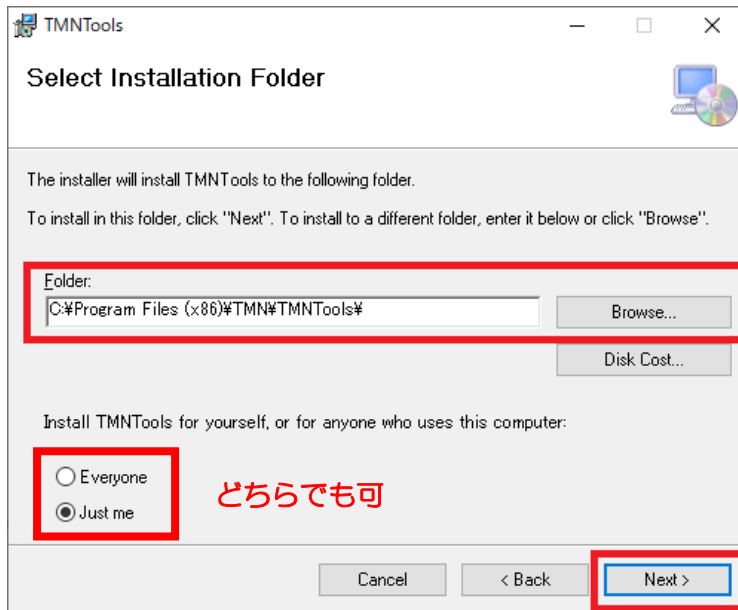 TMNTools
Select Installation Folder
The installer will install TMNTools to the following folder.
To install in this folder, click "Next". To install to a different folder, enter it below or click "Browse".
Folder:
C:¥Program Files (x86)¥TMN¥TMNTools¥
Browse...
Disk Cost...
Install TMNTools for yourself, or for anyone who uses this computer:
Everyone
Just me
どちらでも可
Cancel
< Back
Next >